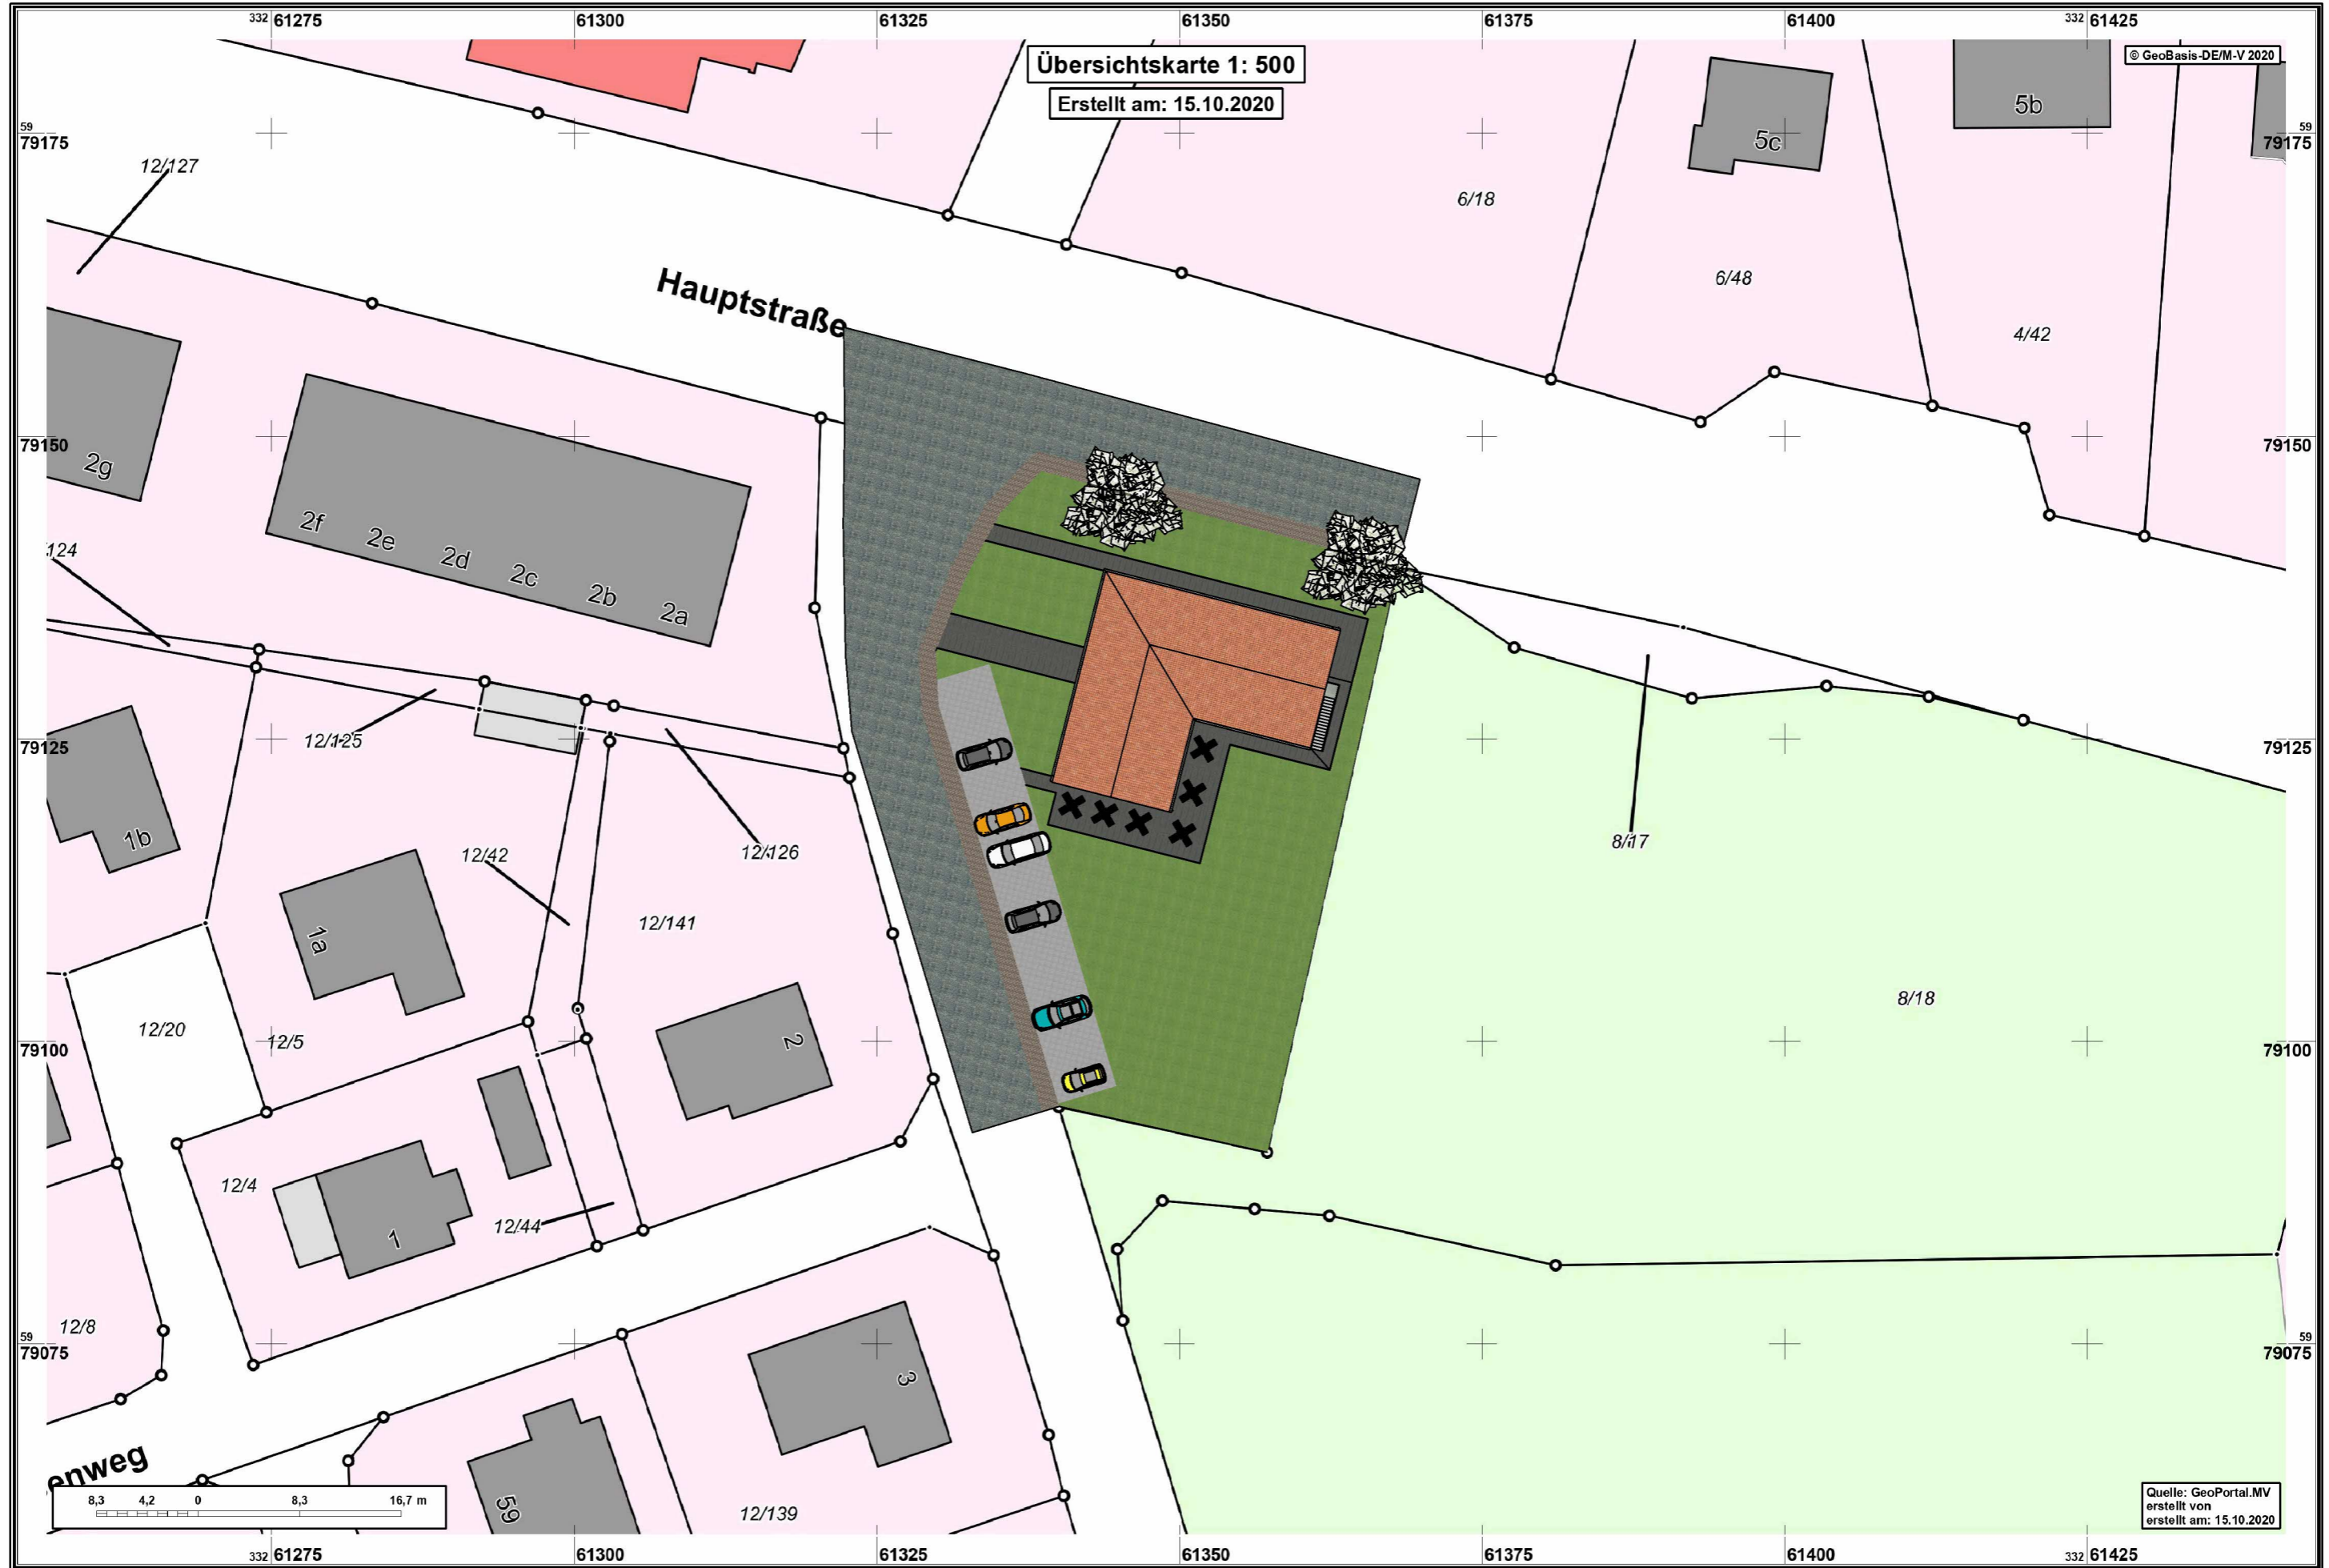 332 61275
61300
61325
61350
61375
61400
332 61425
Übersichtskarte 1: 500
© GeoBasis-DE/M-V 2020
Erstellt am: 15.10.2020
5b
5c
59
79175
59
79175
12/127
6/18
6/48
Hauptstraße
4/42
79150
79150
2g
2f
2e
2d
2c
2b
2a
124
12/125
79125
79125
1b
12/42
12/126
8/17
1a
12/141
8/18
12/20
12/5
2
79100
79100
12/4
12/44
1
12/8
59
79075
59
79075
3
enweg
59
12/139
8,3 4,2 0 8,3 16,7 m
Quelle: GeoPortal.MV
erstellt von
erstellt am: 15.10.2020
332 61275
61300
61325
61350
61375
61400
332 61425